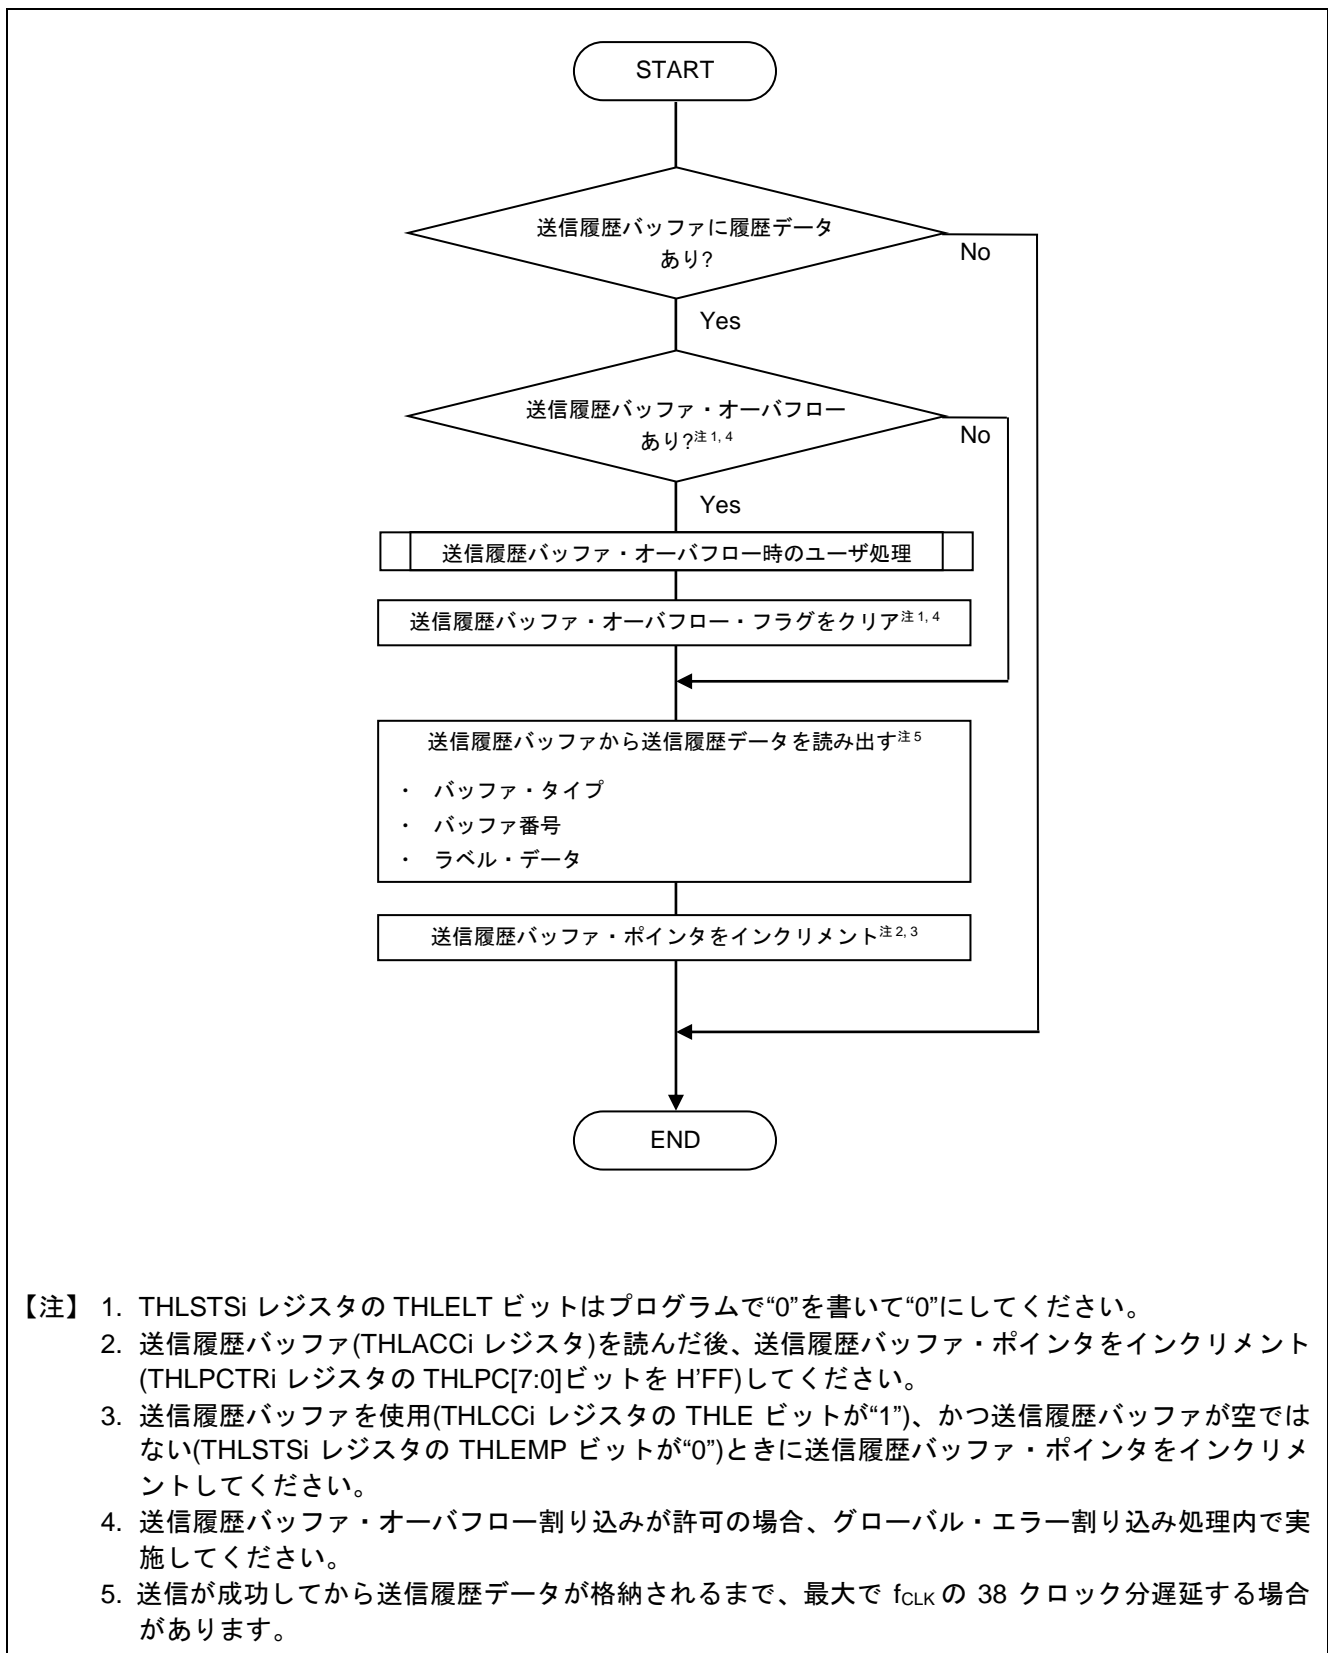 START
送信履歴バッファに履歴データ
あり?
No
Yes
送信履歴バッファ・オーバフロー
あり?注 1, 4
No
Yes
送信履歴バッファ・オーバフロー時のユーザ処理
送信履歴バッファ・オーバフロー・フラグをクリア注 1, 4
送信履歴バッファから送信履歴データを読み出す注 5
・ バッファ・タイプ
・ バッファ番号
・ ラベル・データ
送信履歴バッファ・ポインタをインクリメント注 2, 3
END
【注】 1. THLSTSi レジスタの THLELT ビットはプログラムで“0”を書いて“0”にしてください。
2. 送信履歴バッファ(THLACCi レジスタ)を読んだ後、送信履歴バッファ・ポインタをインクリメント
(THLPCTRi レジスタの THLPC[7:0]ビットを H’FF)してください。
3. 送信履歴バッファを使用(THLCCi レジスタの THLE ビットが“1”)、かつ送信履歴バッファが空では
ない(THLSTSi レジスタの THLEMP ビットが“0”)ときに送信履歴バッファ・ポインタをインクリメ
ントしてください。
4. 送信履歴バッファ・オーバフロー割り込みが許可の場合、グローバル・エラー割り込み処理内で実
施してください。
5. 送信が成功してから送信履歴データが格納されるまで、最大で fCLK の 38 クロック分遅延する場合
があります。